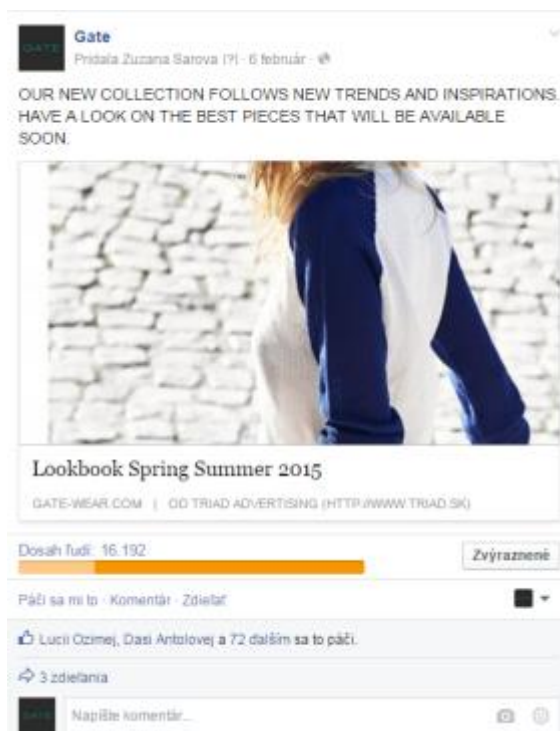 GATE
Gate
Pridala Zuzana Sarova [?] · 6 február ·
OUR NEW COLLECTION FOLLOWS NEW TRENDS AND INSPIRATIONS.
HAVE A LOOK ON THE BEST PIECES THAT WILL BE AVAILABLE
SOON.
Lookbook Spring Summer 2015
GATE-WEAR.COM | OD TRIAD ADVERTISING (HTTP://WWW.TRIAD.SK)
Dosah ľudí: 16.192
Zvýraznené
Páči sa mi to · Komentár · Zdieľať
Lucii Ozimej, Dasi Antolovej a 72 ďalším sa to páči.
3 zdieľania
GATE
Napíšte komentár...